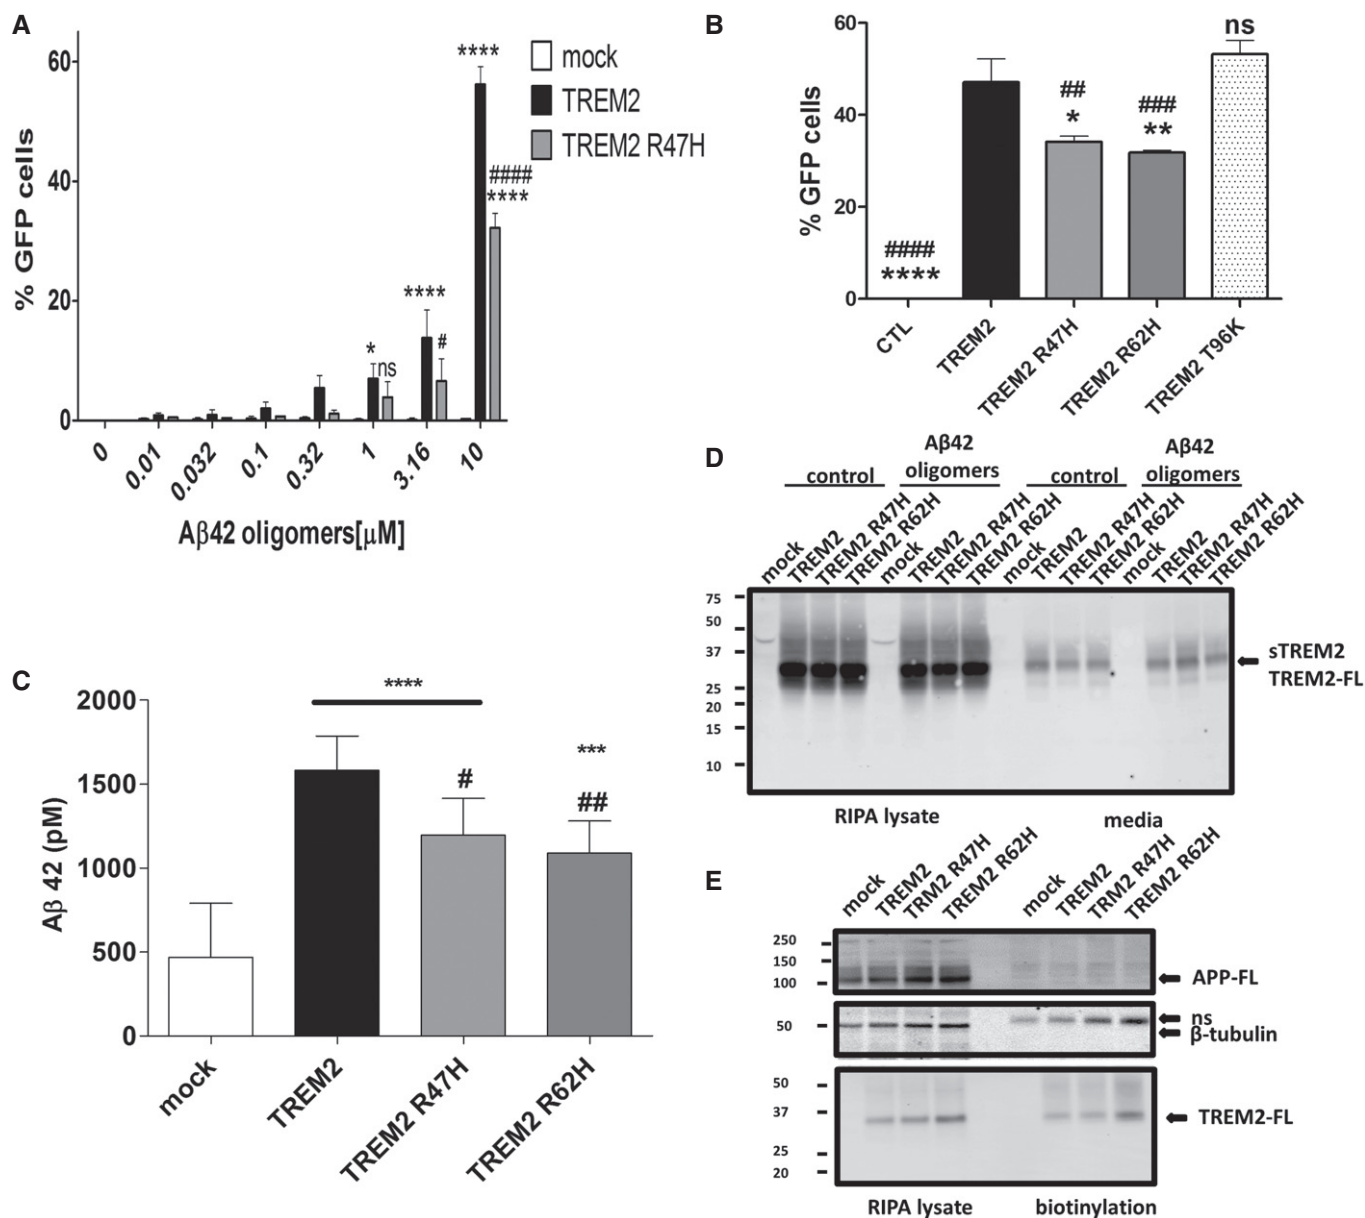 A
60
40
20
0
% GFP cells
****
mock
TREM2
TREM2 R47H
####
****
****
#
*
ns
0
0.01
0.032
0.1
0.32
1
3.16
10
Aβ42 oligomers[µM]
B
60
40
20
0
% GFP cells
####
****
##
*
###
**
ns
CTL
TREM2
TREM2 R47H
TREM2 R62H
TREM2 T96K
C
2000
1500
1000
500
0
Aβ 42 (pM)
****
#
***
##
mock
TREM2
TREM2 R47H
TREM2 R62H
D
control
Aβ42
oligomers
control
Aβ42
oligomers
mock
TREM2
TREM2 R47H
TREM2 R62H
mock
TREM2
TREM2 R47H
TREM2 R62H
mock
TREM2
TREM2 R47H
TREM2 R62H
mock
TREM2
TREM2 R47H
TREM2 R62H
75
50
37
25
20
15
10
sTREM2
TREM2-FL
RIPA lysate
media
E
mock
TREM2
TRM2 R47H
TREM2 R62H
mock
TREM2
TRM2 R47H
TREM2 R62H
250
150
100
APP-FL
50
ns
β-tubulin
50
37
25
20
TREM2-FL
RIPA lysate
biotinylation